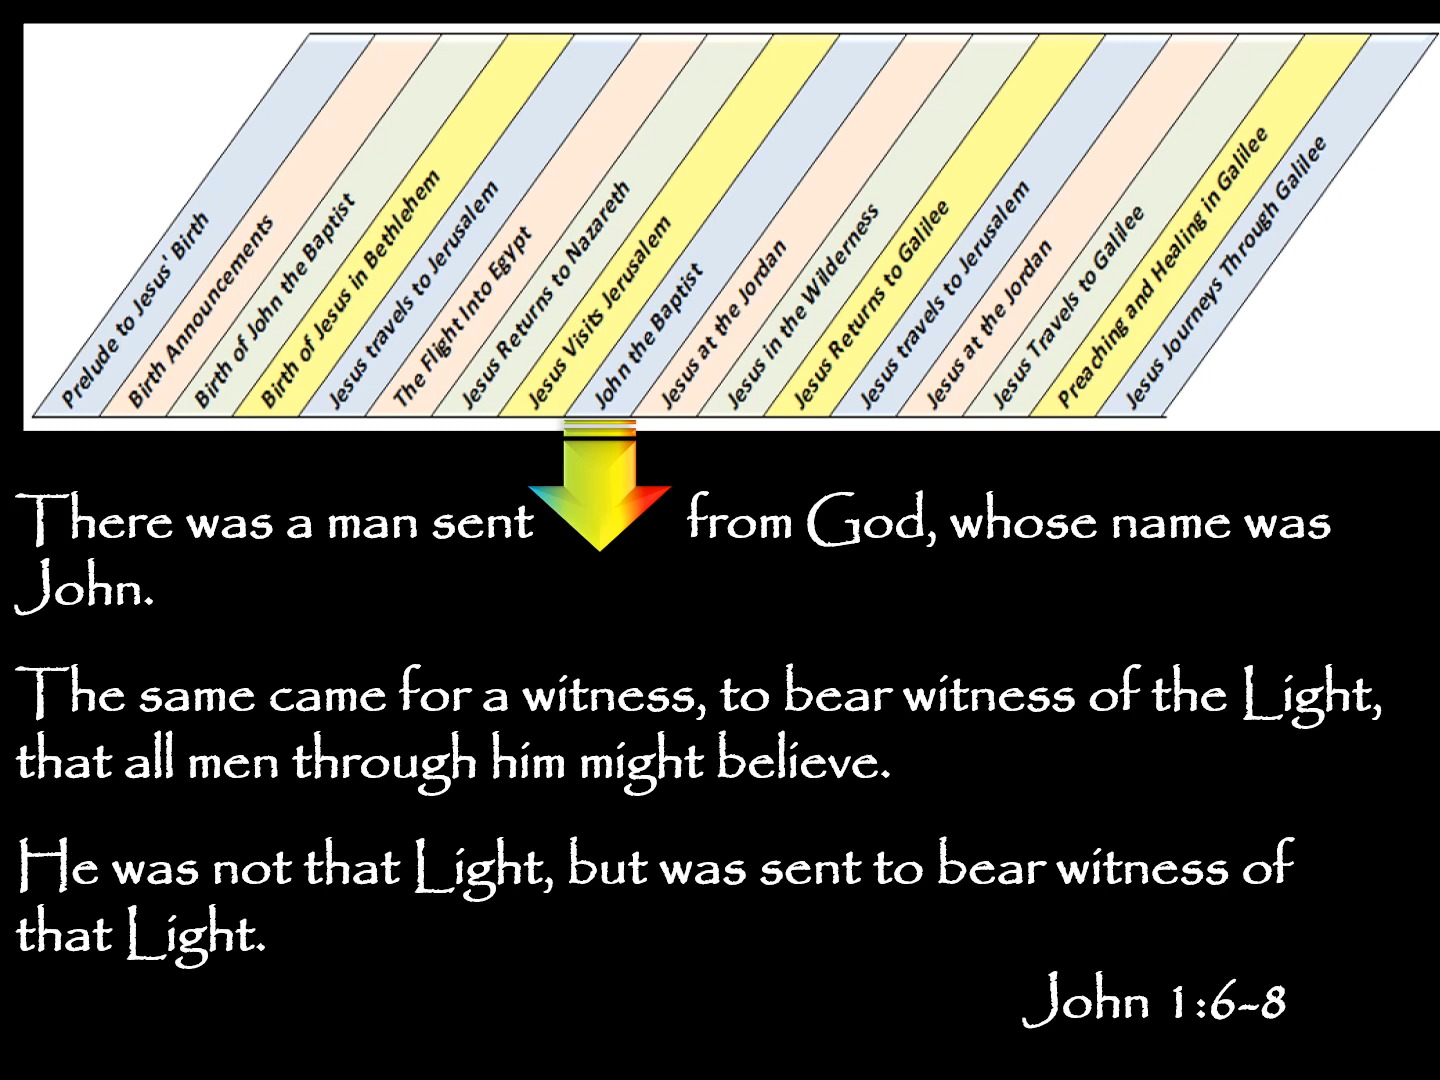 Prelude to Jesus' Birth
Birth Announcements
Birth of John the Baptist
Birth of Jesus in Bethlehem
Jesus travels to Jerusalem
The Flight Into Egypt
Jesus Returns to Nazareth
Jesus Visits Jerusalem
John the Baptist
Jesus at the Jordan
Jesus in the Wilderness
Jesus Returns to Galilee
Jesus travels to Jerusalem
Jesus at the Jordan
Jesus Travels to Galilee
Preaching and Healing in Galilee
Jesus Journeys Through Galilee
There was a man sent from God, whose name was
John.
The same came for a witness, to bear witness of the Light,
that all men through him might believe.
He was not that Light, but was sent to bear witness of
that Light.
John 1:6-8